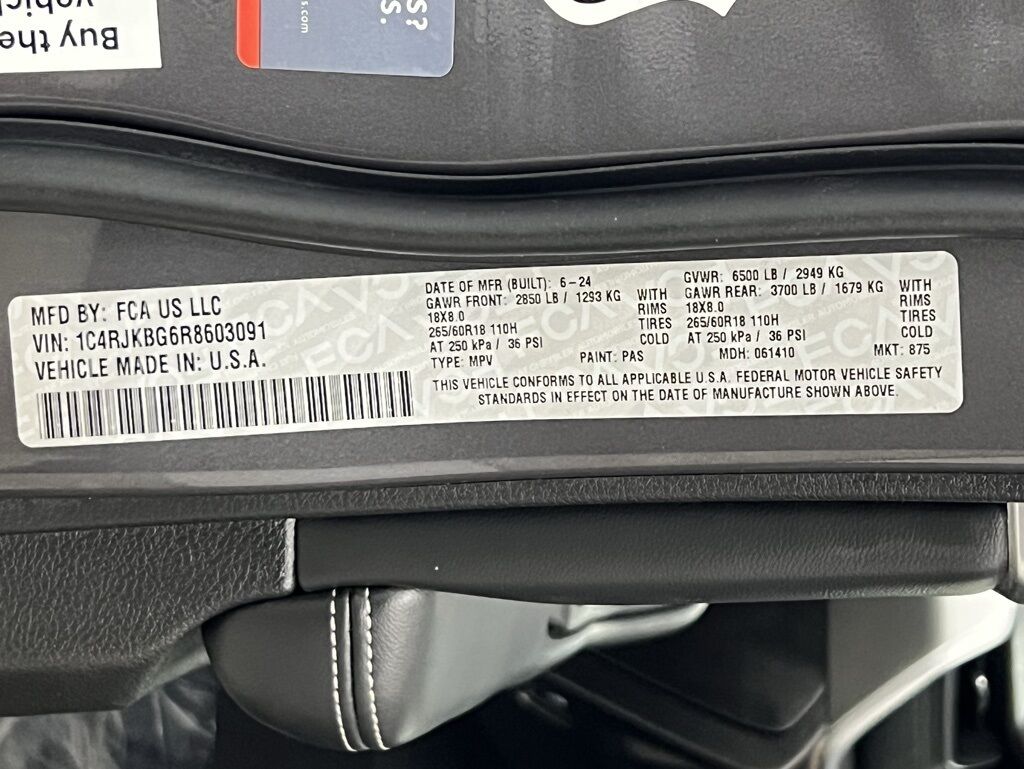 Buy the
S?
S.
s.com
MFD BY: FCA US LLC
VIN: 1C4RJKBG6R8603091
VEHICLE MADE IN: U.S.A.
DATE OF MFR (BUILT): 6-24
GAWR FRONT: 2850 LB / 1293 KG WITH
18X8.0 RIMS
265/60R18 110H TIRES
AT 250 kPa / 36 PSI COLD
TYPE: MPV PAINT: PAS
GVWR: 6500 LB / 2949 KG
GAWR REAR: 3700 LB / 1679 KG WITH
18X8.0 RIMS
265/60R18 110H TIRES
AT 250 kPa / 36 PSI COLD
MDH: 061410 MKT: 875
THIS VEHICLE CONFORMS TO ALL APPLICABLE U.S.A. FEDERAL MOTOR VEHICLE SAFETY
STANDARDS IN EFFECT ON THE DATE OF MANUFACTURE SHOWN ABOVE.